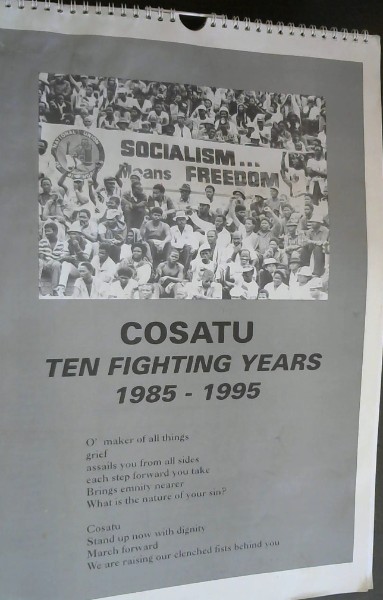 SOCIALISM...
means FREEDOM
COSATU
TEN FIGHTING YEARS
1985 - 1995
O' maker of all things
grief
assails you from all sides
each step forward you take
Brings emnity nearer
What is the nature of your sin?
Cosatu
Stand up now with dignity
March forward
We are raising our clenched fists behind you